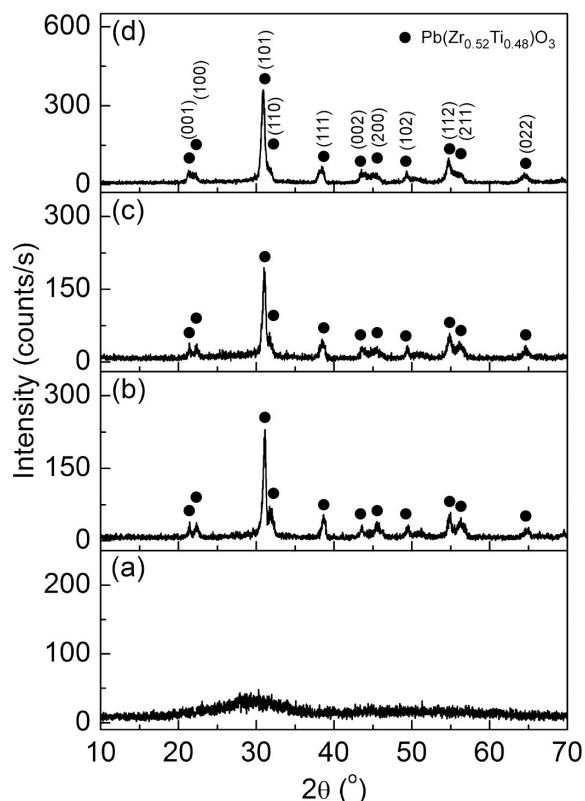 (d)
Pb(Zr0.52Ti0.48)O3
(001)
(100)
(101)
(110)
(111)
(002)
(200)
(102)
(112)
(211)
(022)
600
300
0
(c)
300
150
0
(b)
300
150
0
(a)
200
100
0
10 20 30 40 50 60 70
Intensity (counts/s)
2θ (°)